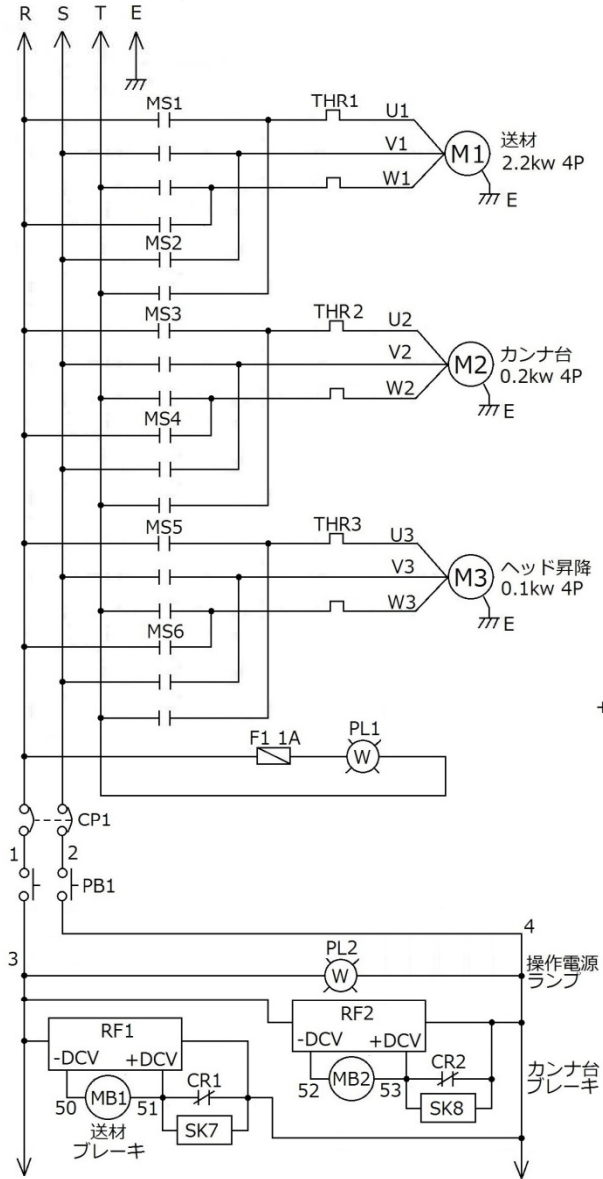 R S T E
MS1 THR1 U1
V1
W1
M1
送材
2.2kw 4P
E
MS2
MS3 THR2 U2
V2
W2
M2
カンナ台
0.2kw 4P
E
MS4
MS5 THR3 U3
V3
W3
M3
ヘッド昇降
0.1kw 4P
E
MS6
+
F1 1A PL1
W
CP1
1 2
PB1
3 4
PL2
W
操作電源
ランプ
RF1
-DCV +DCV
50 MB1 51 CR1
SK7
送材
ブレーキ
RF2
-DCV +DCV
52 MB2 53 CR2
SK8
カンナ台
ブレーキ